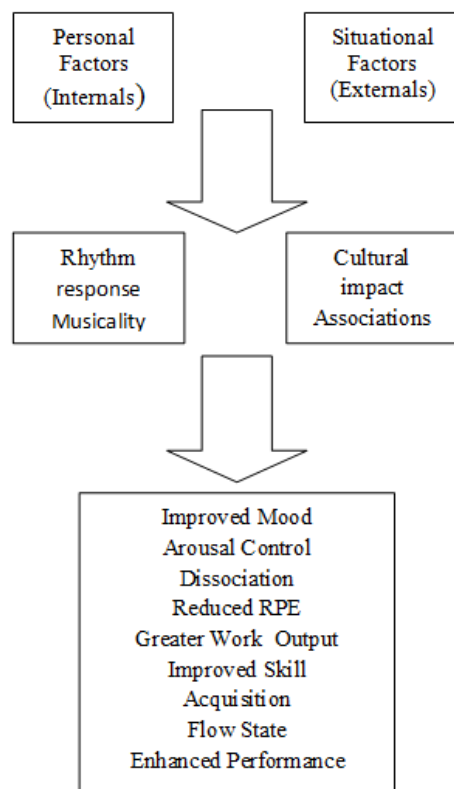 Personal
Factors
(Internals)
Situational
Factors
(Externals)
Rhythm
response
Musicality
Cultural
impact
Associations
Improved Mood
Arousal Control
Dissociation
Reduced RPE
Greater Work Output
Improved Skill
Acquisition
Flow State
Enhanced Performance